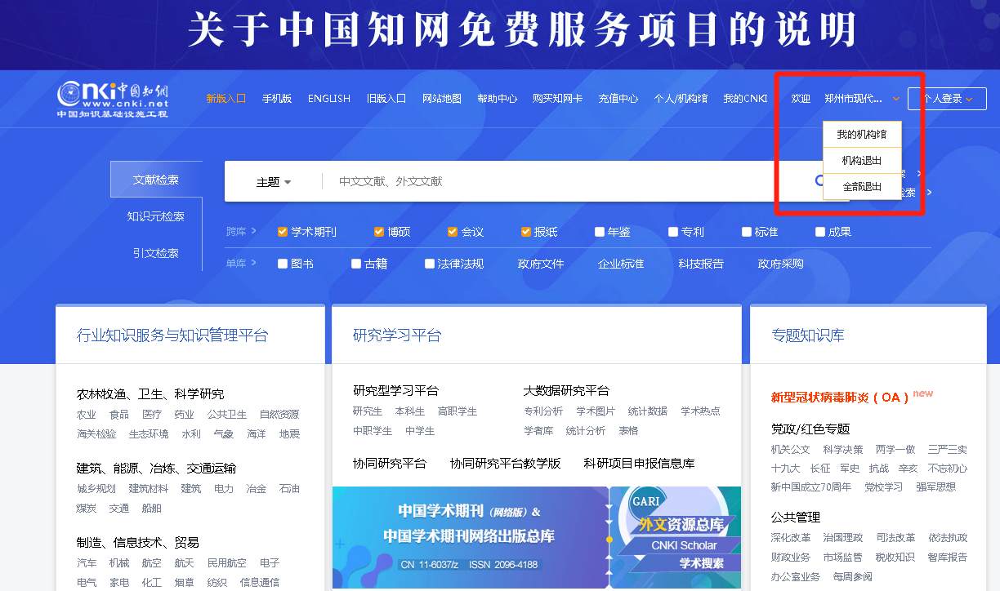 关于中国知网免费服务项目的说明
Cnki中国知网
www.cnki.net
中国知识基础设施工程
新版入口 手机版 ENGLISH 旧版入口 网站地图 帮助中心 购买知网卡 充值中心 个人/机构馆 我的CNKI 欢迎 郑州市现代... 个人登录
我的机构馆
机构退出
全部退出
文献检索
知识元检索
引文检索
主题 中文文献、外文文献
检索
跨库 学术期刊 博硕 会议 报纸 年鉴 专利 标准 成果
单库 图书 古籍 法律法规 政府文件 企业标准 科技报告 政府采购
行业知识服务与知识管理平台
农林牧渔、卫生、科学研究
农业 食品 医疗 药业 公共卫生 自然资源
海关检验 生态环境 水利 气象 海洋 地震
建筑、能源、冶炼、交通运输
城乡规划 建筑材料 建筑 电力 冶金 石油
煤炭 交通 船舶
制造、信息技术、贸易
汽车 机械 航空 航天 民用航空 电子
电气 家电 化工 烟草 纺织 信息通信
研究学习平台
研究型学习平台
研究生 本科生 高职学生
中职学生 中学生
大数据研究平台
专利分析 学术图片 统计数据 学术热点
学者库 统计分析 表格
协同研究平台 协同研究平台教学版 科研项目申报信息库
中国学术期刊（网络版）&
中国学术期刊网络出版总库
CN 11-6037/z ISSN 2096-4188
GARI
外文资源总库
CNKI Scholar
学术搜索
专题知识库
新型冠状病毒肺炎（OA）new
党政/红色专题
机关公文 科学决策 两学一做 三严三实
十九大 长征 军史 抗战 辛亥 不忘初心
新中国成立70周年 党校学习 强军思想
公共管理
深化改革 治国理政 司法改革 依法执政
财政业务 市场监管 税收知识 智库报告
办公室业务 每周参阅